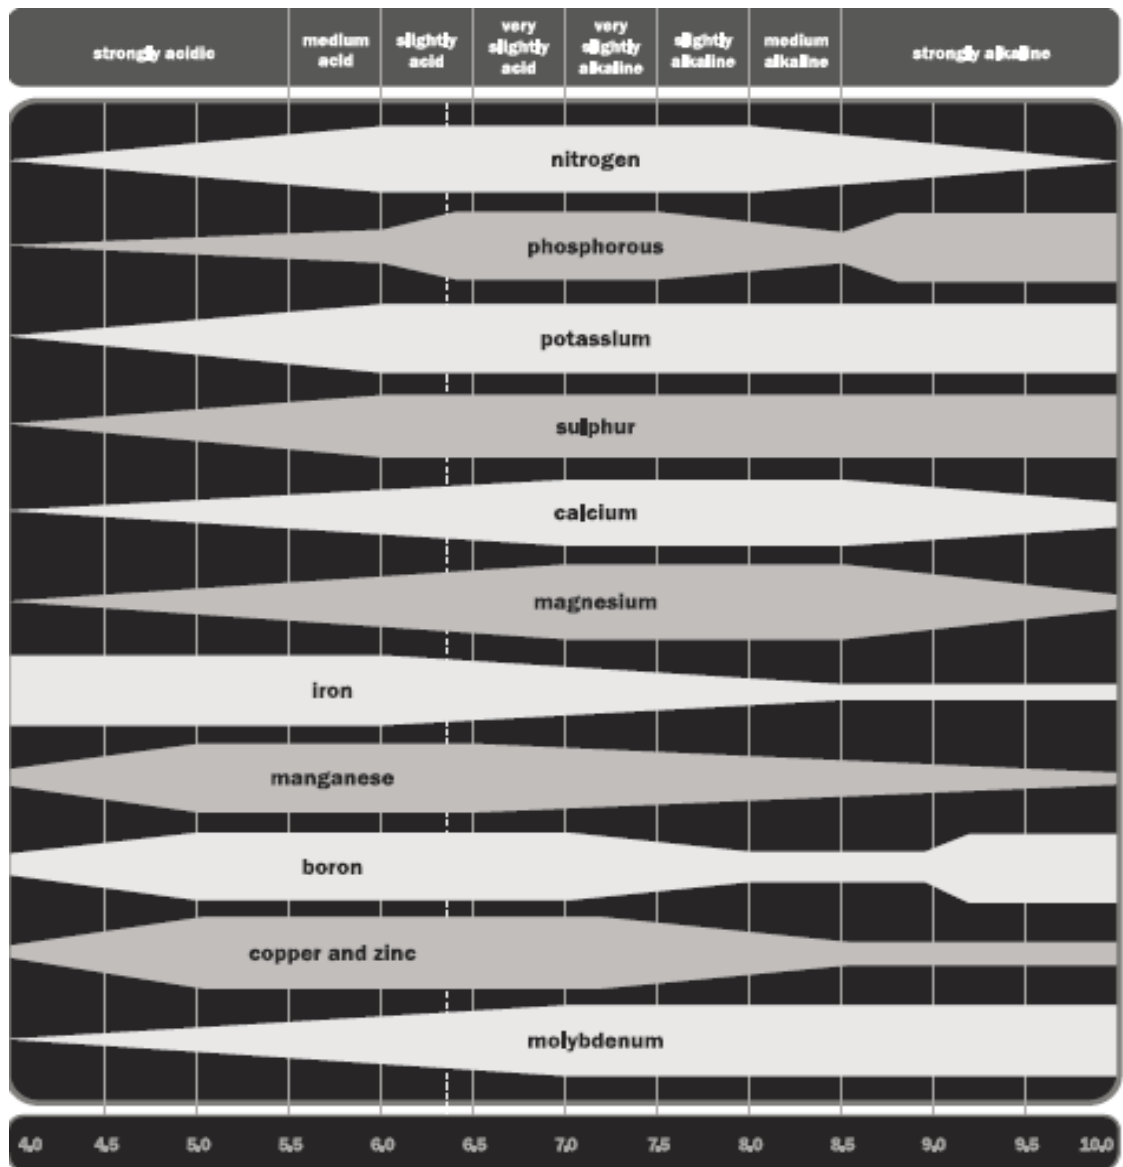 strongly acidic
medium
acid
slightly
acid
very
slightly
acid
very
slightly
alkaline
slightly
alkaline
medium
alkaline
strongly alkaline
nitrogen
phosphorous
potassium
sulphur
calcium
magnesium
iron
manganese
boron
copper and zinc
molybdenum
4.0 4.5 5.0 5.5 6.0 6.5 7.0 7.5 8.0 8.5 9.0 9.5 10.0